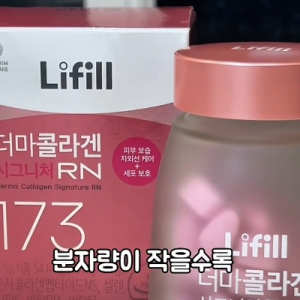 Lifill
더마콜라겐
시그니처 RN
Derma Collagen Signature RN
피부 보습
자외선 케어
+
세포 보호
173
Lifill
더마콜라겐
분자량이 작을수록